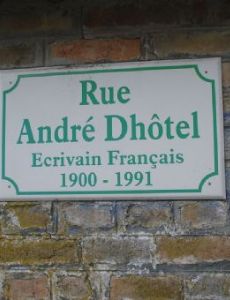 Rue
André Dhôtel
Ecrivain Français
1900 - 1991